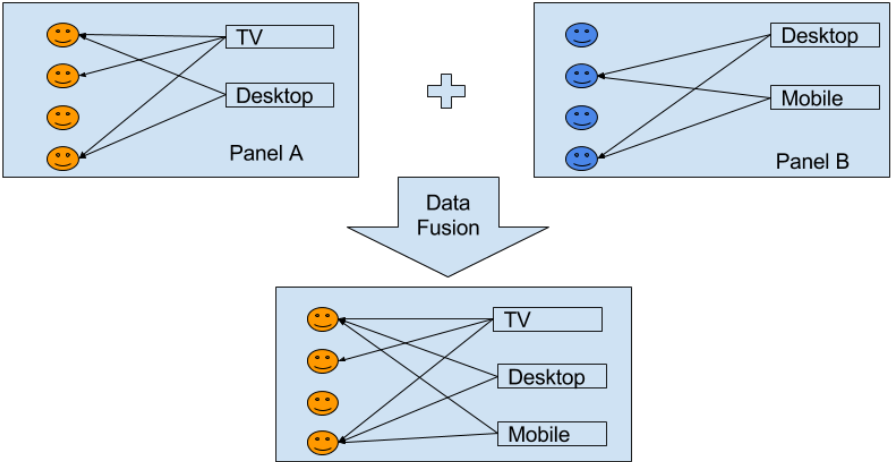 TV
Desktop
Panel A
Desktop
Mobile
Panel B
Data
Fusion
TV
Desktop
Mobile